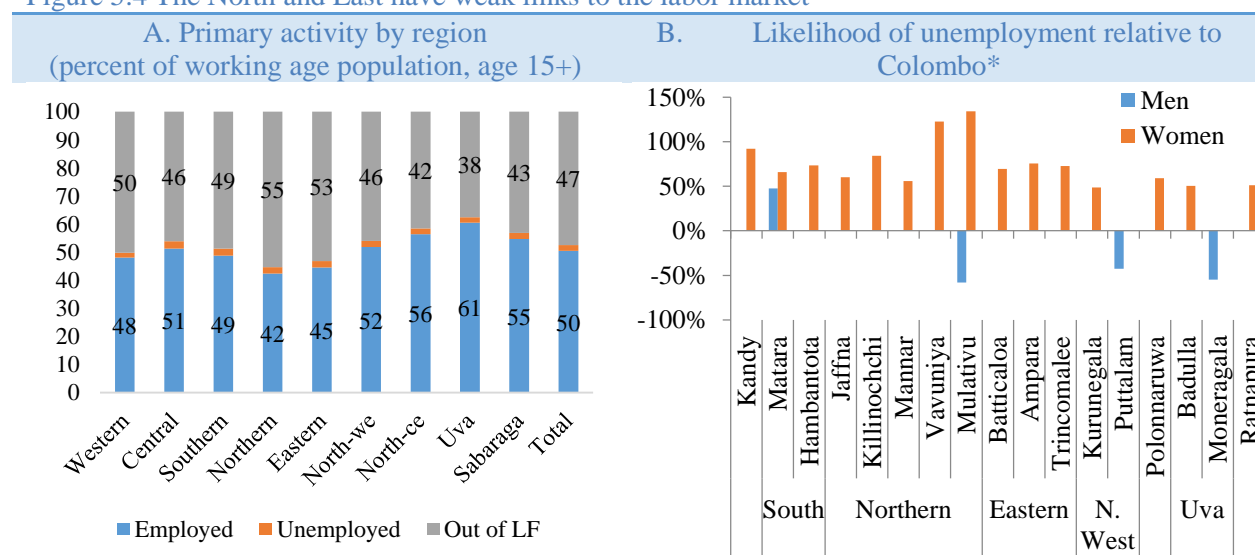 Figure 3.4 The North and East have weak links to the labor market
A. Primary activity by region
(percent of working age population, age 15+)
100
90
80
70
60
50
40
30
20
10
0
50 46 49 55 53 46 42 38 43 47
48 51 49 42 45 52 56 61 55 50
Western
Central
Southern
Northern
Eastern
North-we
North-ce
Uva
Sabaraga
Total
Employed Unemployed Out of LF
B. Likelihood of unemployment relative to
Colombo*
150%
100%
50%
0%
-50%
-100%
Men
Women
Kandy
Matara
Hambantota
Jaffna
Killinochchi
Mannar
Vavuniya
Mulativu
Batticaloa
Ampara
Trincomalee
Kurunegala
Puttalam
Polonnaruwa
Badulla
Moneragala
Ratnapura
South
Northern
Eastern
N.
West
Uva